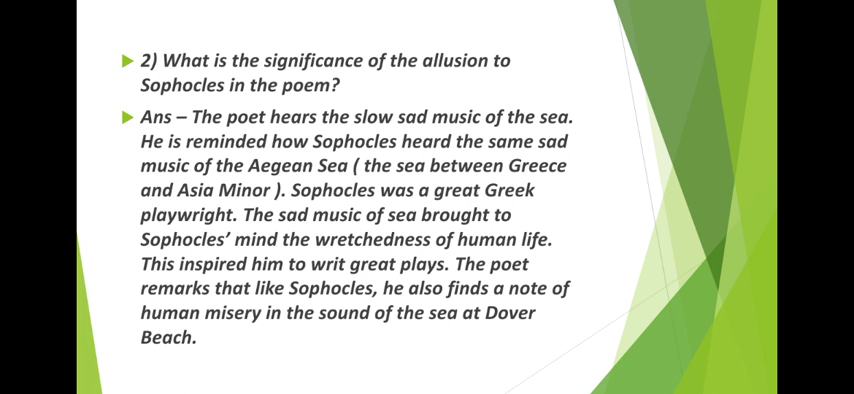 2) What is the significance of the allusion to
Sophocles in the poem?
Ans – The poet hears the slow sad music of the sea.
He is reminded how Sophocles heard the same sad
music of the Aegean Sea ( the sea between Greece
and Asia Minor ). Sophocles was a great Greek
playwright. The sad music of sea brought to
Sophocles’ mind the wretchedness of human life.
This inspired him to writ great plays. The poet
remarks that like Sophocles, he also finds a note of
human misery in the sound of the sea at Dover
Beach.